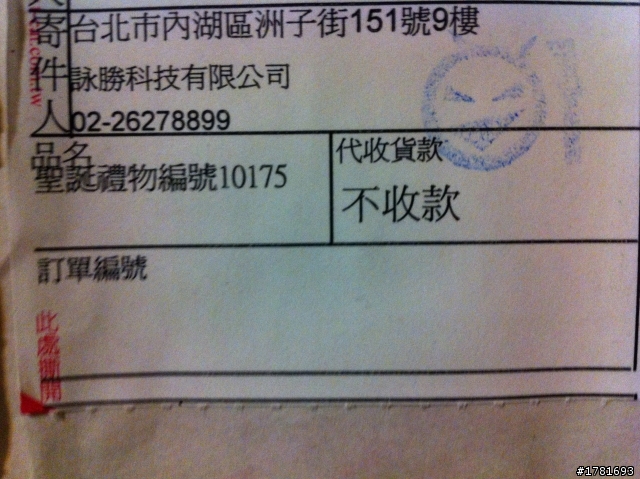 寄件人
台北市內湖區洲子街151號9樓
詠勝科技有限公司
02-26278899
品名
聖誕禮物編號10175
代收貨款
不收款
訂單編號
此處撕開
#1781693